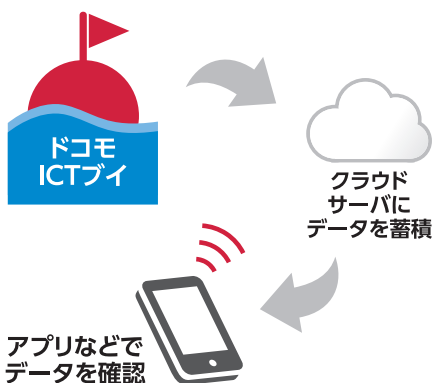 ドコモ
ICTブイ
クラウド
サーバに
データを蓄積
アプリなどで
データを確認